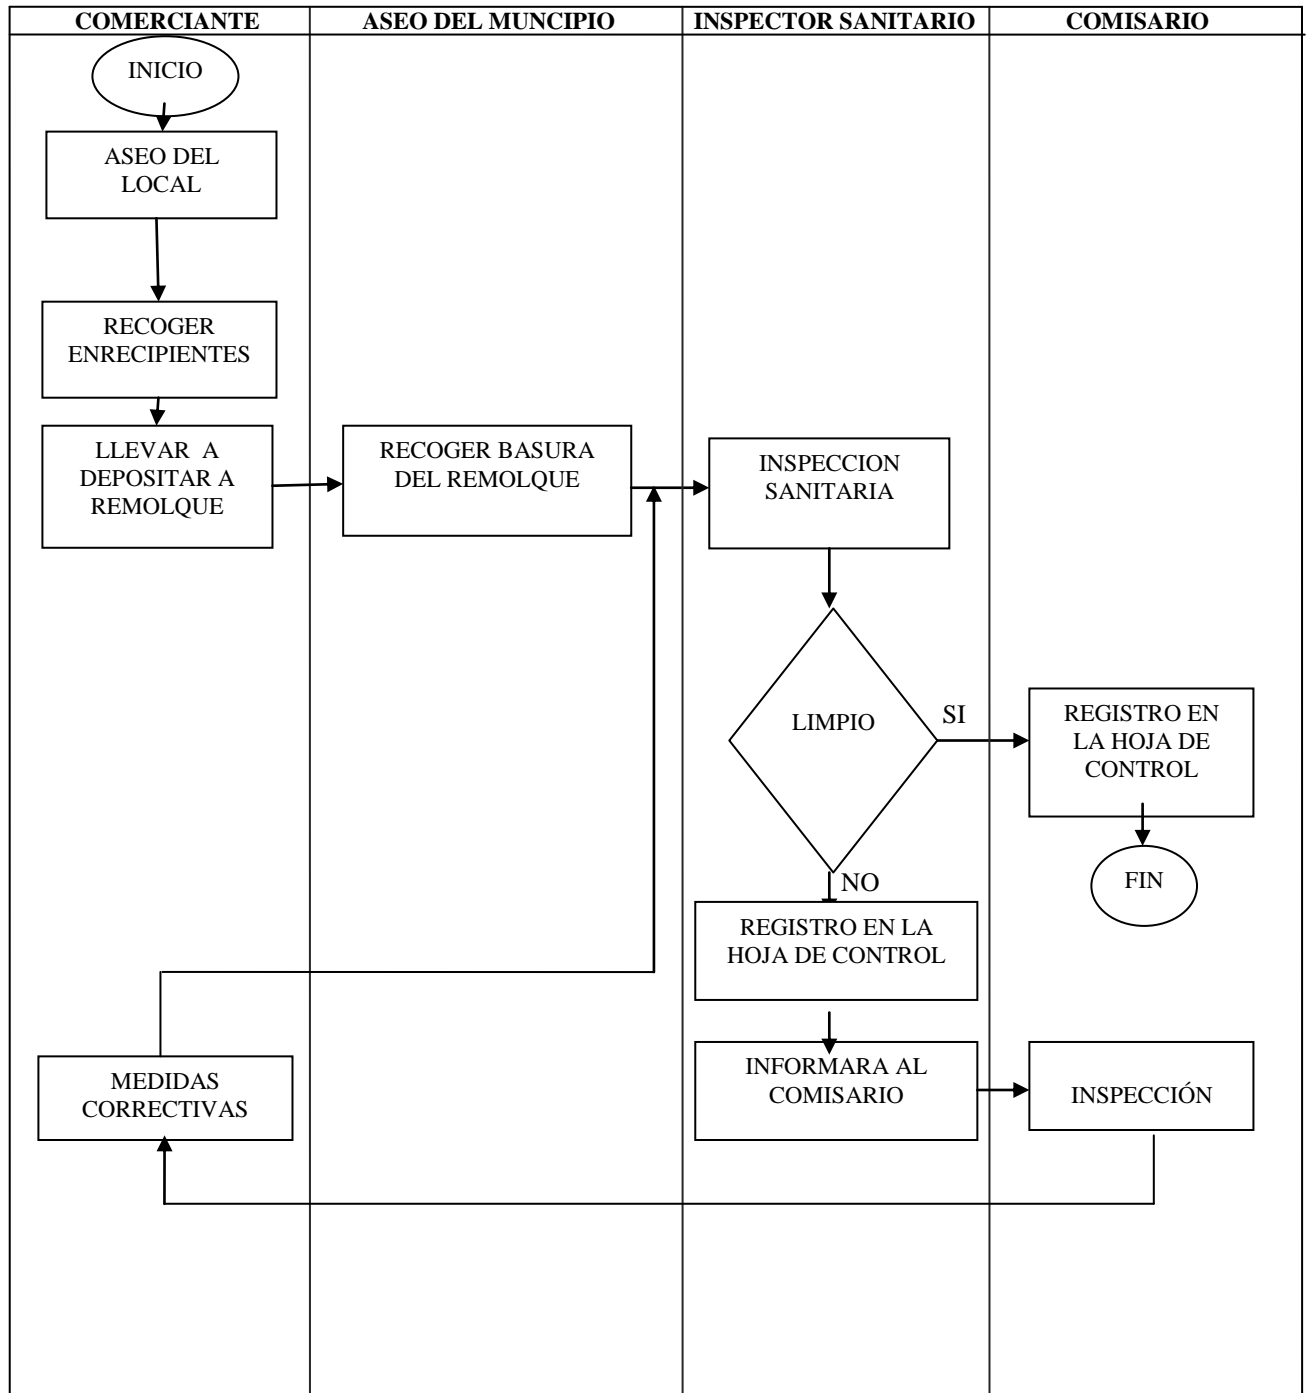 COMERCIANTE
ASEO DEL MUNCIPIO
INSPECTOR SANITARIO
COMISARIO
INICIO
ASEO DEL
LOCAL
RECOGER
ENRECIPIENTES
LLEVAR A
DEPOSITAR A
REMOLQUE
RECOGER BASURA
DEL REMOLQUE
INSPECCION
SANITARIA
LIMPIO
SI
REGISTRO EN
LA HOJA DE
CONTROL
FIN
NO
REGISTRO EN LA
HOJA DE CONTROL
INFORMARA AL
COMISARIO
INSPECCIÓN
MEDIDAS
CORRECTIVAS